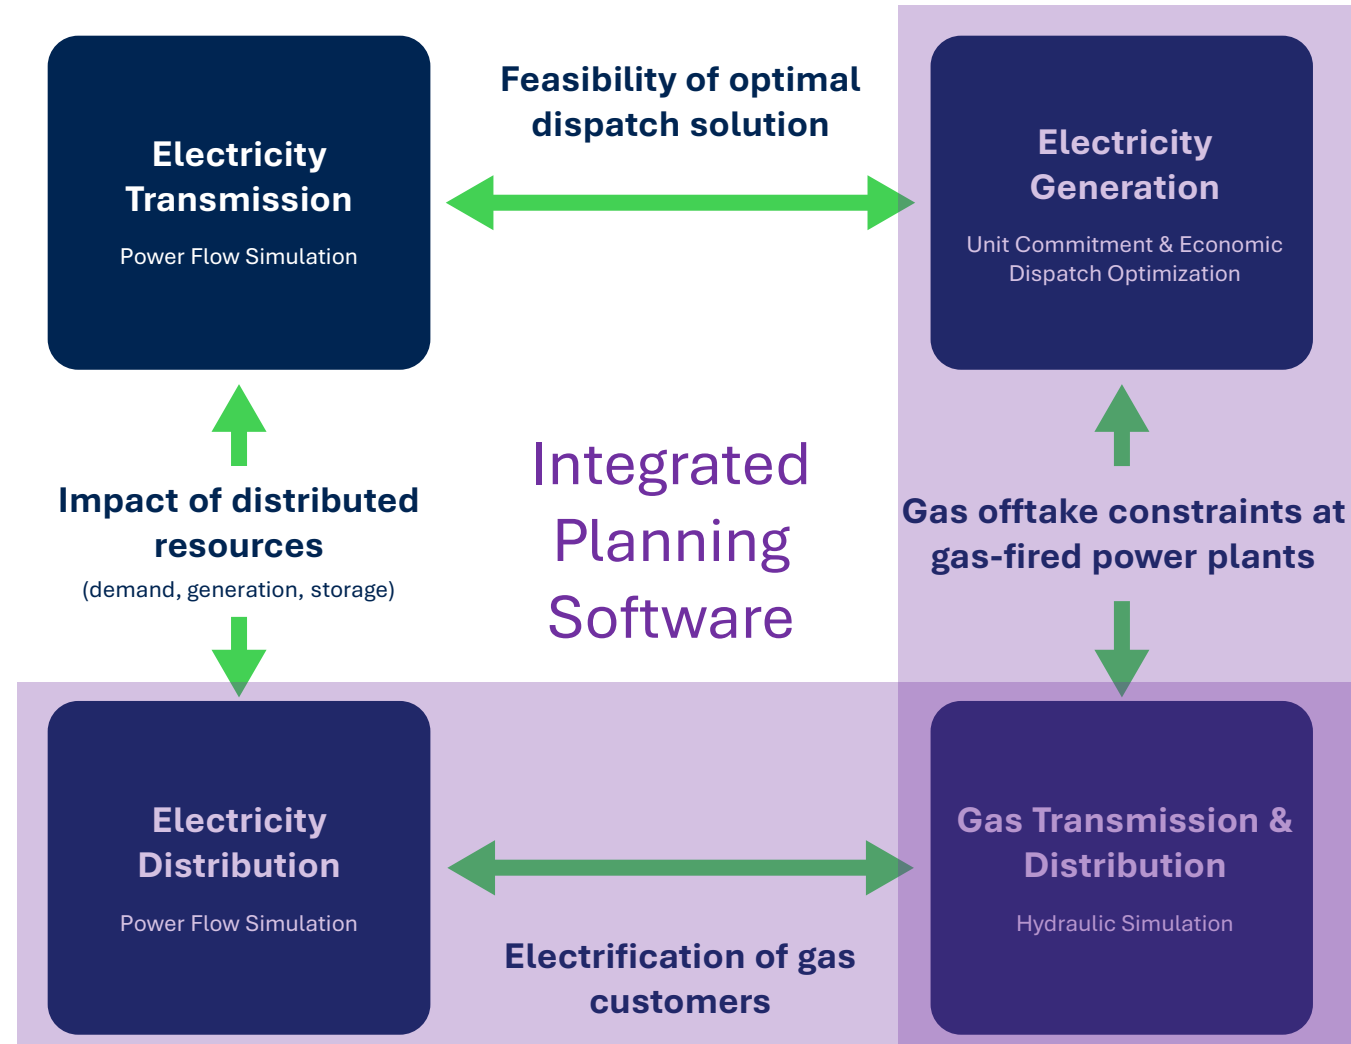 Electricity
Transmission
Power Flow Simulation
Feasibility of optimal
dispatch solution
Electricity
Generation
Unit Commitment & Economic
Dispatch Optimization
Impact of distributed
resources
(demand, generation, storage)
Integrated
Planning
Software
Gas offtake constraints at
gas-fired power plants
Electricity
Distribution
Power Flow Simulation
Electrification of gas
customers
Gas Transmission &
Distribution
Hydraulic Simulation